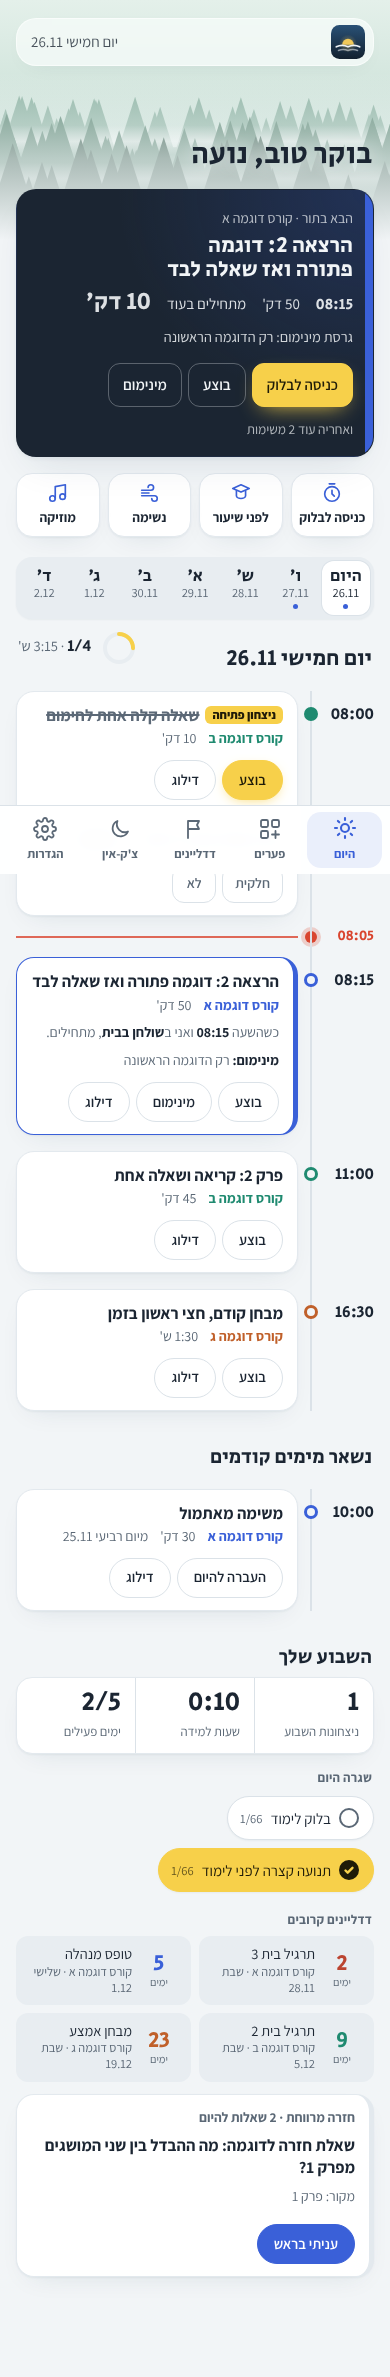 יום חמישי 26.11
בוקר טוב, נועה
הבא בתור · קורס דוגמה א
הרצאה 2: דוגמה
פתורה ואז שאלה לבד
08:15 50 דק' מתחילים בעוד 10 דק'
גרסת מינימום: רק הדוגמה הראשונה
כניסה לבלוק בוצע מינימום
ואחריה עוד 2 משימות
כניסה לבלוק לפני שיעור נשימה מוזיקה
היום ו' ש' א' ב' ג' ד'
26.11 27.11 28.11 29.11 30.11 1.12 2.12
יום חמישי 26.11 1/4 · 3:15 ש'
08:00 ניצחון פתיחה שאלה קלה אחת לחימום
קורס דוגמה ב 10 דק'
בוצע דילוג
היום פערים דדליינים צ'ק-אין הגדרות
חלקית לא
08:05
08:15 הרצאה 2: דוגמה פתורה ואז שאלה לבד
קורס דוגמה א 50 דק'
כשהשעה 08:15 ואני בשולחן בבית, מתחילים.
מינימום: רק הדוגמה הראשונה
בוצע מינימום דילוג
11:00 פרק 2: קריאה ושאלה אחת
קורס דוגמה ב 45 דק'
בוצע דילוג
16:30 מבחן קודם, חצי ראשון בזמן
קורס דוגמה ג 1:30 ש'
בוצע דילוג
נשאר מימים קודמים
10:00 משימה מאתמול
קורס דוגמה א 30 דק' מיום רביעי 25.11
העברה להיום דילוג
השבוע שלך
1 0:10 2/5
ניצחונות השבוע שעות למידה ימים פעילים
שגרה היום
בלוק לימוד 1/66
תנועה קצרה לפני לימוד 1/66
דדליינים קרובים
2 ימים תרגיל בית 3
קורס דוגמה א · שבת
28.11
5 ימים טופס מנהלה
קורס דוגמה א · שלישי
1.12
9 ימים תרגיל בית 2
קורס דוגמה ב · שבת
5.12
23 ימים מבחן אמצע
קורס דוגמה ג · שבת
19.12
חזרה מרווחת · 2 שאלות להיום
שאלת חזרה לדוגמה: מה ההבדל בין שני המושגים
מפרק 1?
מקור: פרק 1
עניתי בראש